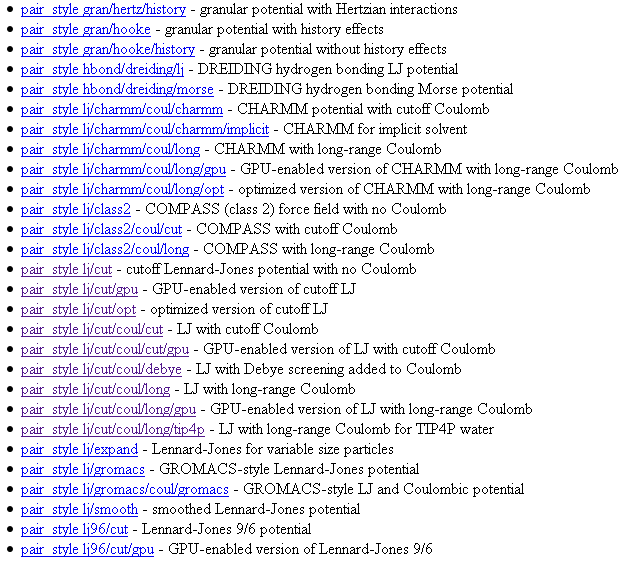 pair_style gran/hertz/history - granular potential with Hertzian interactions
pair_style gran/hooke - granular potential with history effects
pair_style gran/hooke/history - granular potential without history effects
pair_style hbond/dreiding/lj - DREIDING hydrogen bonding LJ potential
pair_style hbond/dreiding/morse - DREIDING hydrogen bonding Morse potential
pair_style lj/charmm/coul/charmm - CHARMM potential with cutoff Coulomb
pair_style lj/charmm/coul/charmm/implicit - CHARMM for implicit solvent
pair_style lj/charmm/coul/long - CHARMM with long-range Coulomb
pair_style lj/charmm/coul/long/gpu - GPU-enabled version of CHARMM with long-range Coulomb
pair_style lj/charmm/coul/long/opt - optimized version of CHARMM with long-range Coulomb
pair_style lj/class2 - COMPASS (class 2) force field with no Coulomb
pair_style lj/class2/coul/cut - COMPASS with cutoff Coulomb
pair_style lj/class2/coul/long - COMPASS with long-range Coulomb
pair_style lj/cut - cutoff Lennard-Jones potential with no Coulomb
pair_style lj/cut/gpu - GPU-enabled version of cutoff LJ
pair_style lj/cut/opt - optimized version of cutoff LJ
pair_style lj/cut/coul/cut - LJ with cutoff Coulomb
pair_style lj/cut/coul/cut/gpu - GPU-enabled version of LJ with cutoff Coulomb
pair_style lj/cut/coul/debye - LJ with Debye screening added to Coulomb
pair_style lj/cut/coul/long - LJ with long-range Coulomb
pair_style lj/cut/coul/long/gpu - GPU-enabled version of LJ with long-range Coulomb
pair_style lj/cut/coul/long/tip4p - LJ with long-range Coulomb for TIP4P water
pair_style lj/expand - Lennard-Jones for variable size particles
pair_style lj/gromacs - GROMACS-style Lennard-Jones potential
pair_style lj/gromacs/coul/gromacs - GROMACS-style LJ and Coulombic potential
pair_style lj/smooth - smoothed Lennard-Jones potential
pair_style lj96/cut - Lennard-Jones 9/6 potential
pair_style lj96/cut/gpu - GPU-enabled version of Lennard-Jones 9/6